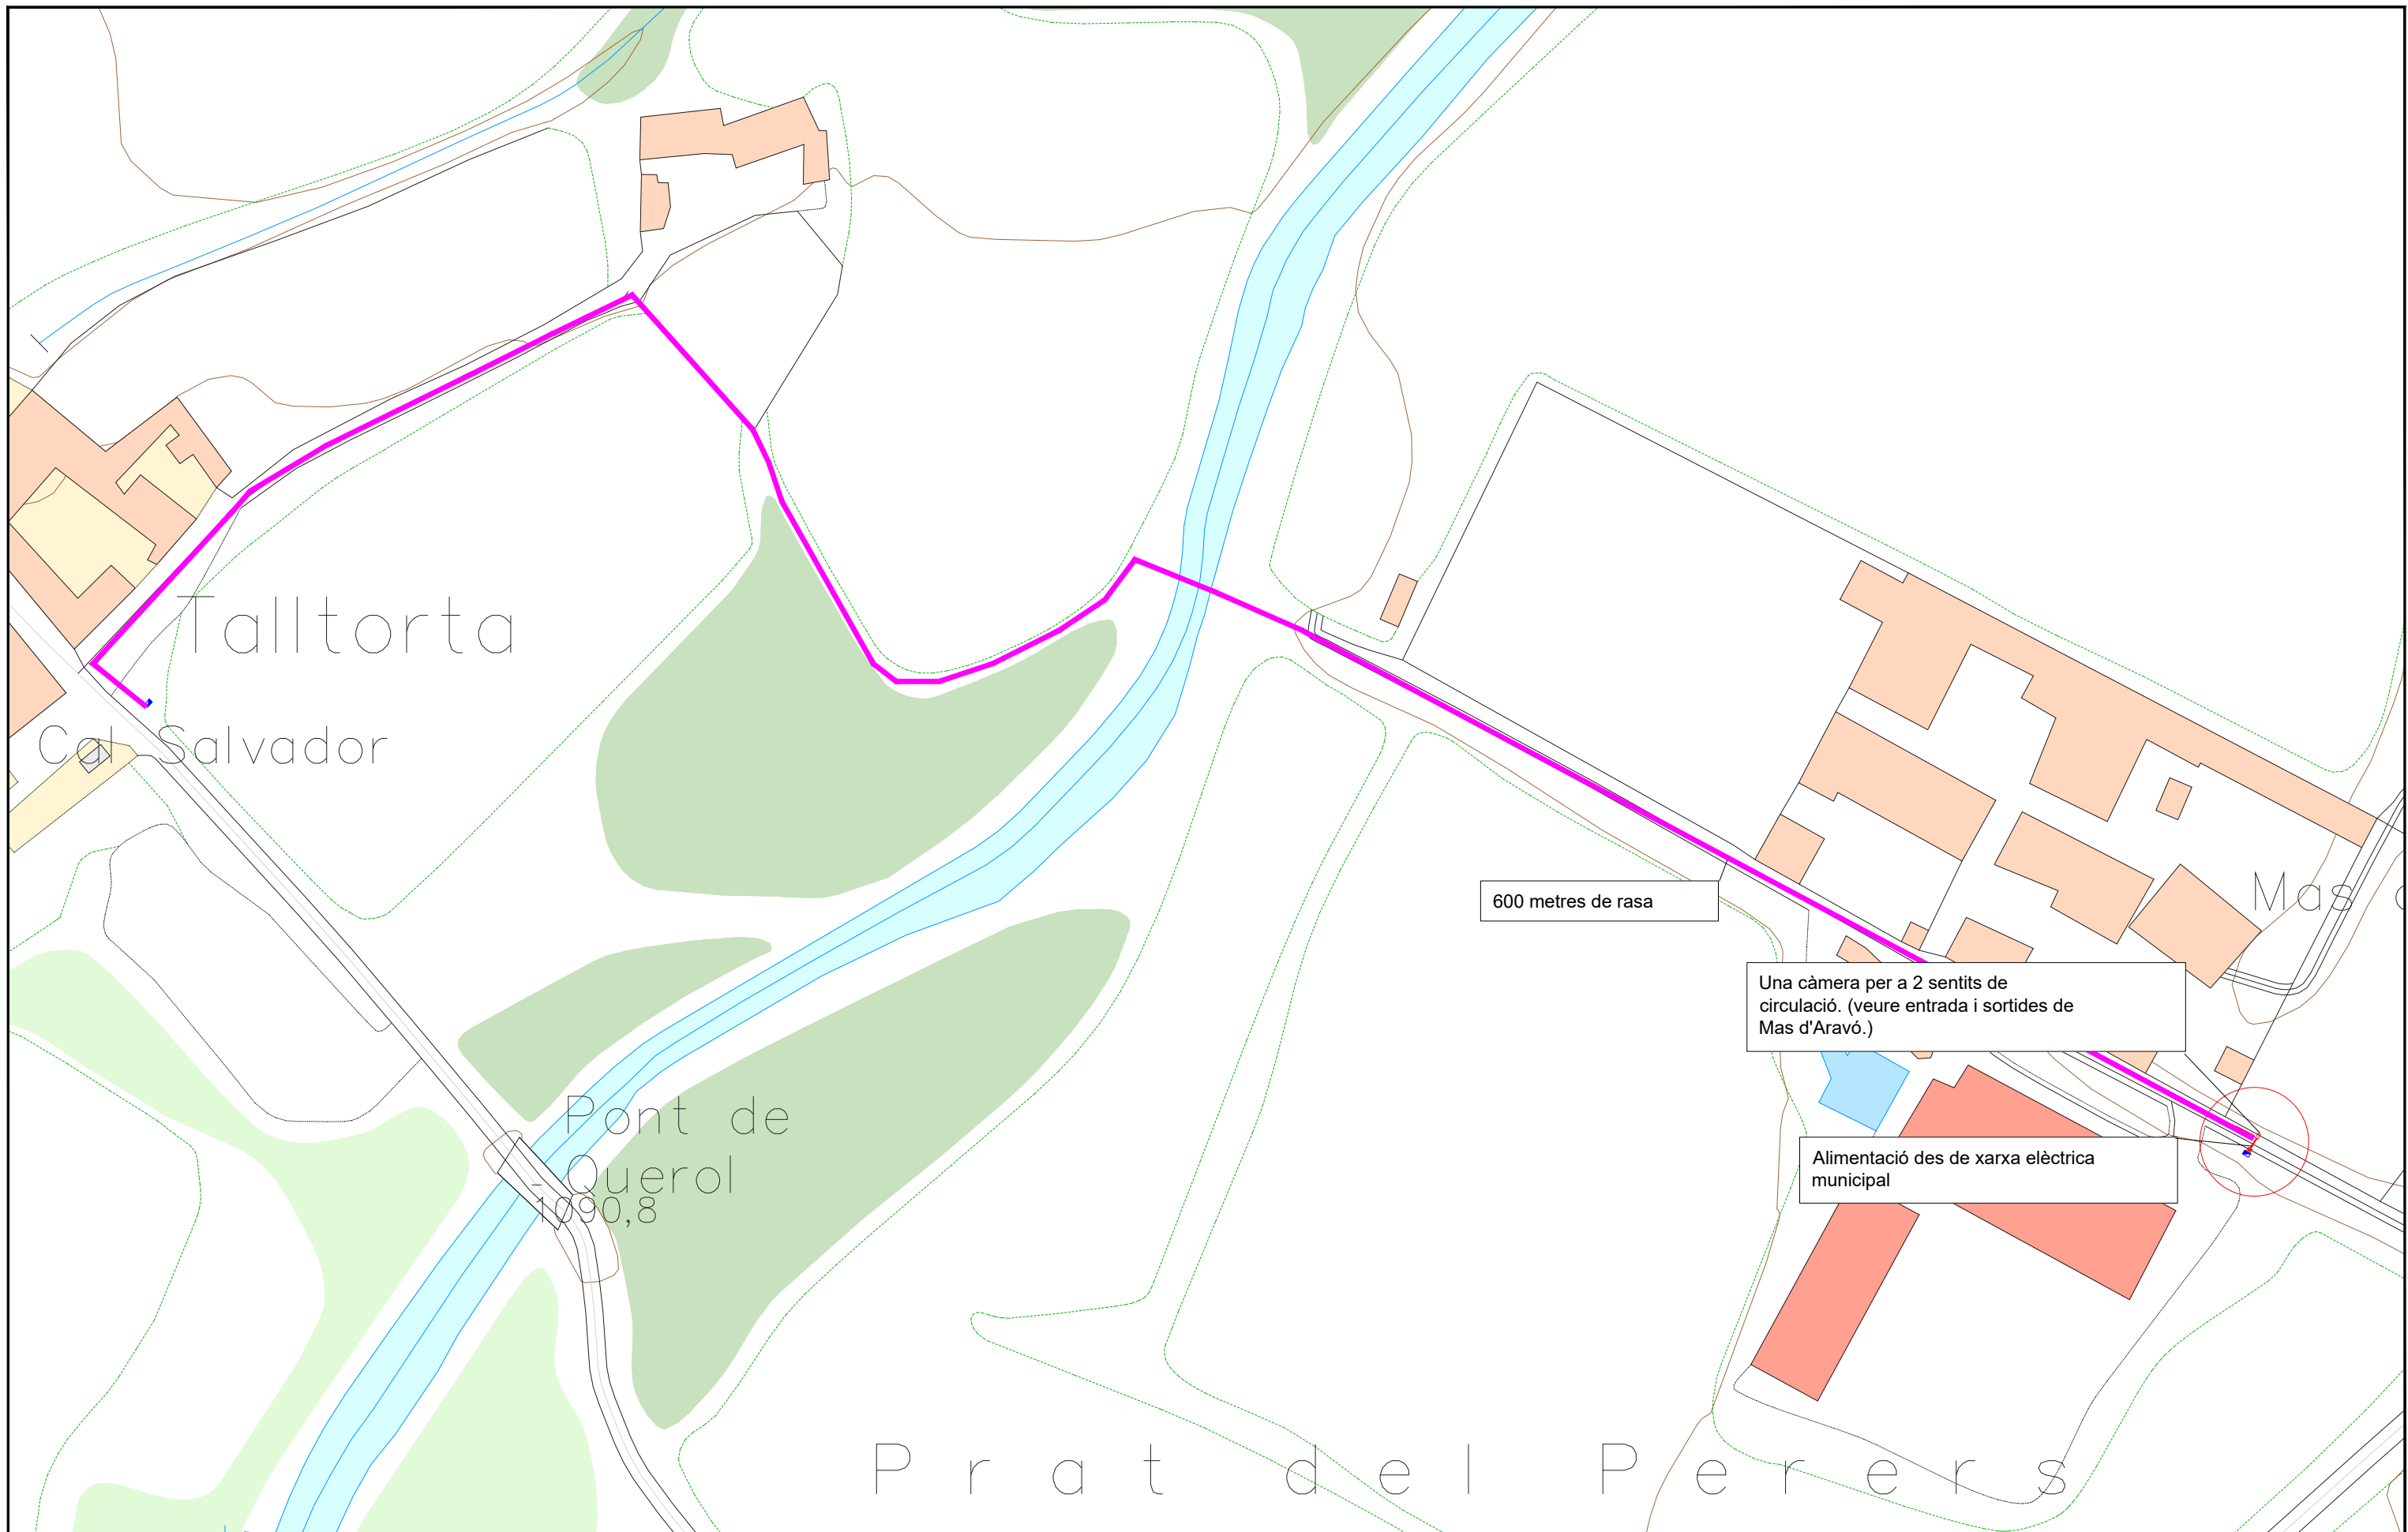 Talltorta
Cal Salvador
600 metres de rasa
Mas d
Una càmera per a 2 sentits de
circulació. (veure entrada i sortides de
Mas d'Aravó.)
Pont de
Querol
1090,8
Alimentació des de xarxa elèctrica
municipal
Prat del Perers